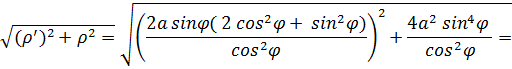 √((ρ′)² + ρ² =) √((2a sinφ( 2 cos²φ + sin²φ)/cos²φ)² + 4a² sin⁴φ/cos²φ =)